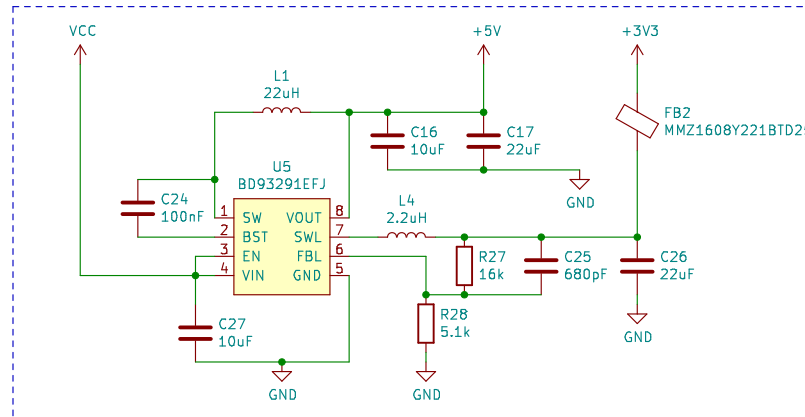 VCC
+5V
+3V3
L1
22uH
FB2
MMZ1608Y221BTD2
C16
10uF
C17
22uF
U5
BD93291EFJ
C24
100nF
GND
L4
2.2uH
1 SW VOUT 8
2 BST SWL 7
3 EN FBL 6
4 VIN GND 5
R27
16k
C25
680pF
C26
22uF
C27
10uF
R28
5.1k
GND
GND
GND